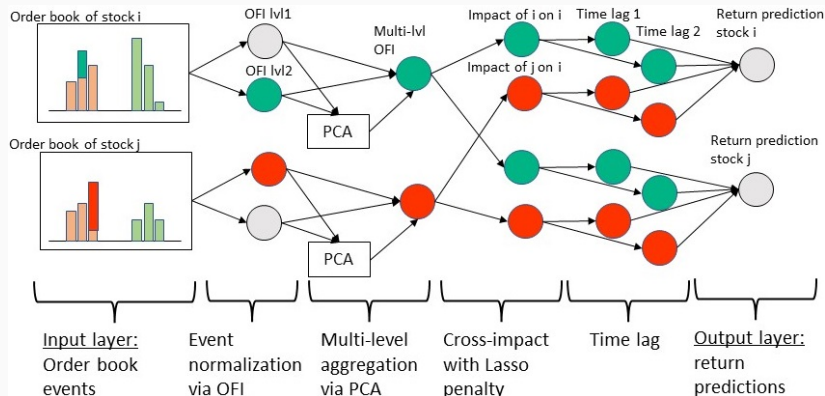 Order book of stock i
OFI lvl1
OFI lvl2
PCA
Multi-lvl
OFI
Impact of i on i
Impact of j on i
Time lag 1
Time lag 2
Return prediction
stock i
Order book of stock j
PCA
Return prediction
stock j
Input layer:
Order book
events
Event
normalization
via OFI
Multi-level
aggregation
via PCA
Cross-impact
with Lasso
penalty
Time lag
Output layer:
return
predictions